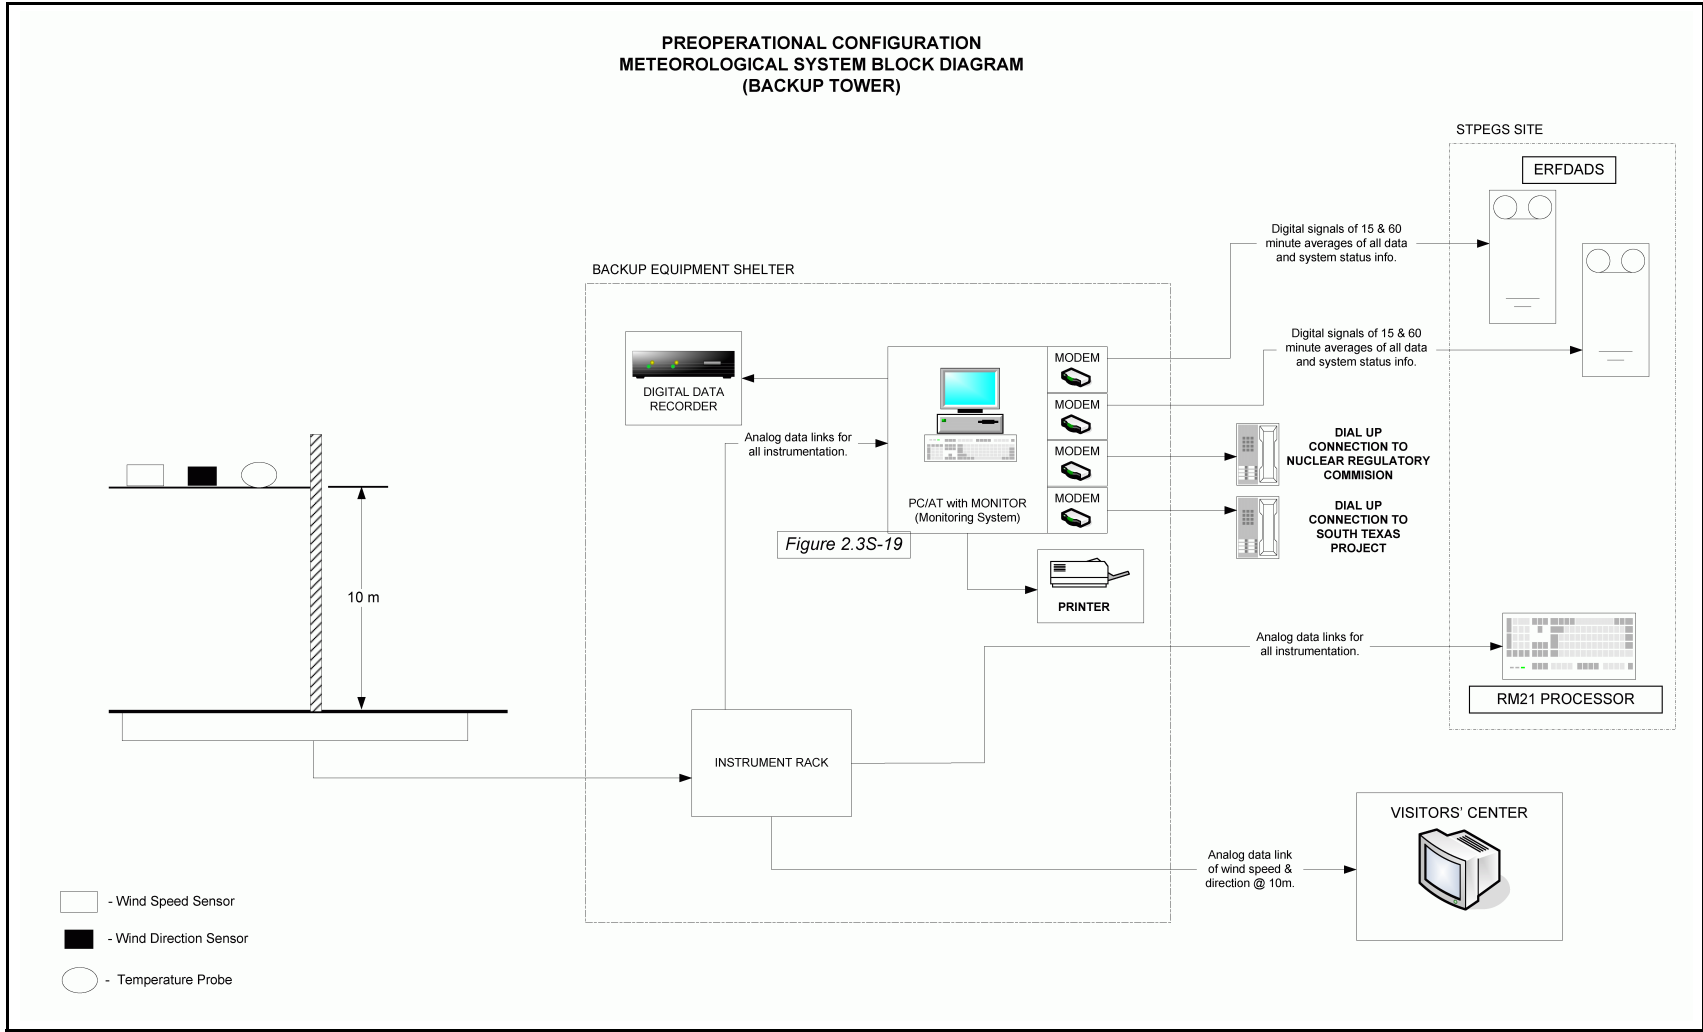 PREOPERATIONAL CONFIGURATION
METEOROLOGICAL SYSTEM BLOCK DIAGRAM
(BACKUP TOWER)
STPEGS SITE
ERFDADS
Digital signals of 15 & 60
minute averages of all data
and system status info.
BACKUP EQUIPMENT SHELTER
Digital signals of 15 & 60
minute averages of all data
and system status info.
MODEM
DIGITAL DATA
RECORDER
MODEM
Analog data links for
all instrumentation.
MODEM
DIAL UP
CONNECTION TO
NUCLEAR REGULATORY
COMMISION
MODEM
PC/AT with MONITOR
(Monitoring System)
DIAL UP
CONNECTION TO
SOUTH TEXAS
PROJECT
Figure 2.3S-19
10 m
PRINTER
Analog data links for
all instrumentation.
RM21 PROCESSOR
INSTRUMENT RACK
VISITORS' CENTER
Analog data link
of wind speed &
direction @ 10m.
- Wind Speed Sensor
- Wind Direction Sensor
- Temperature Probe